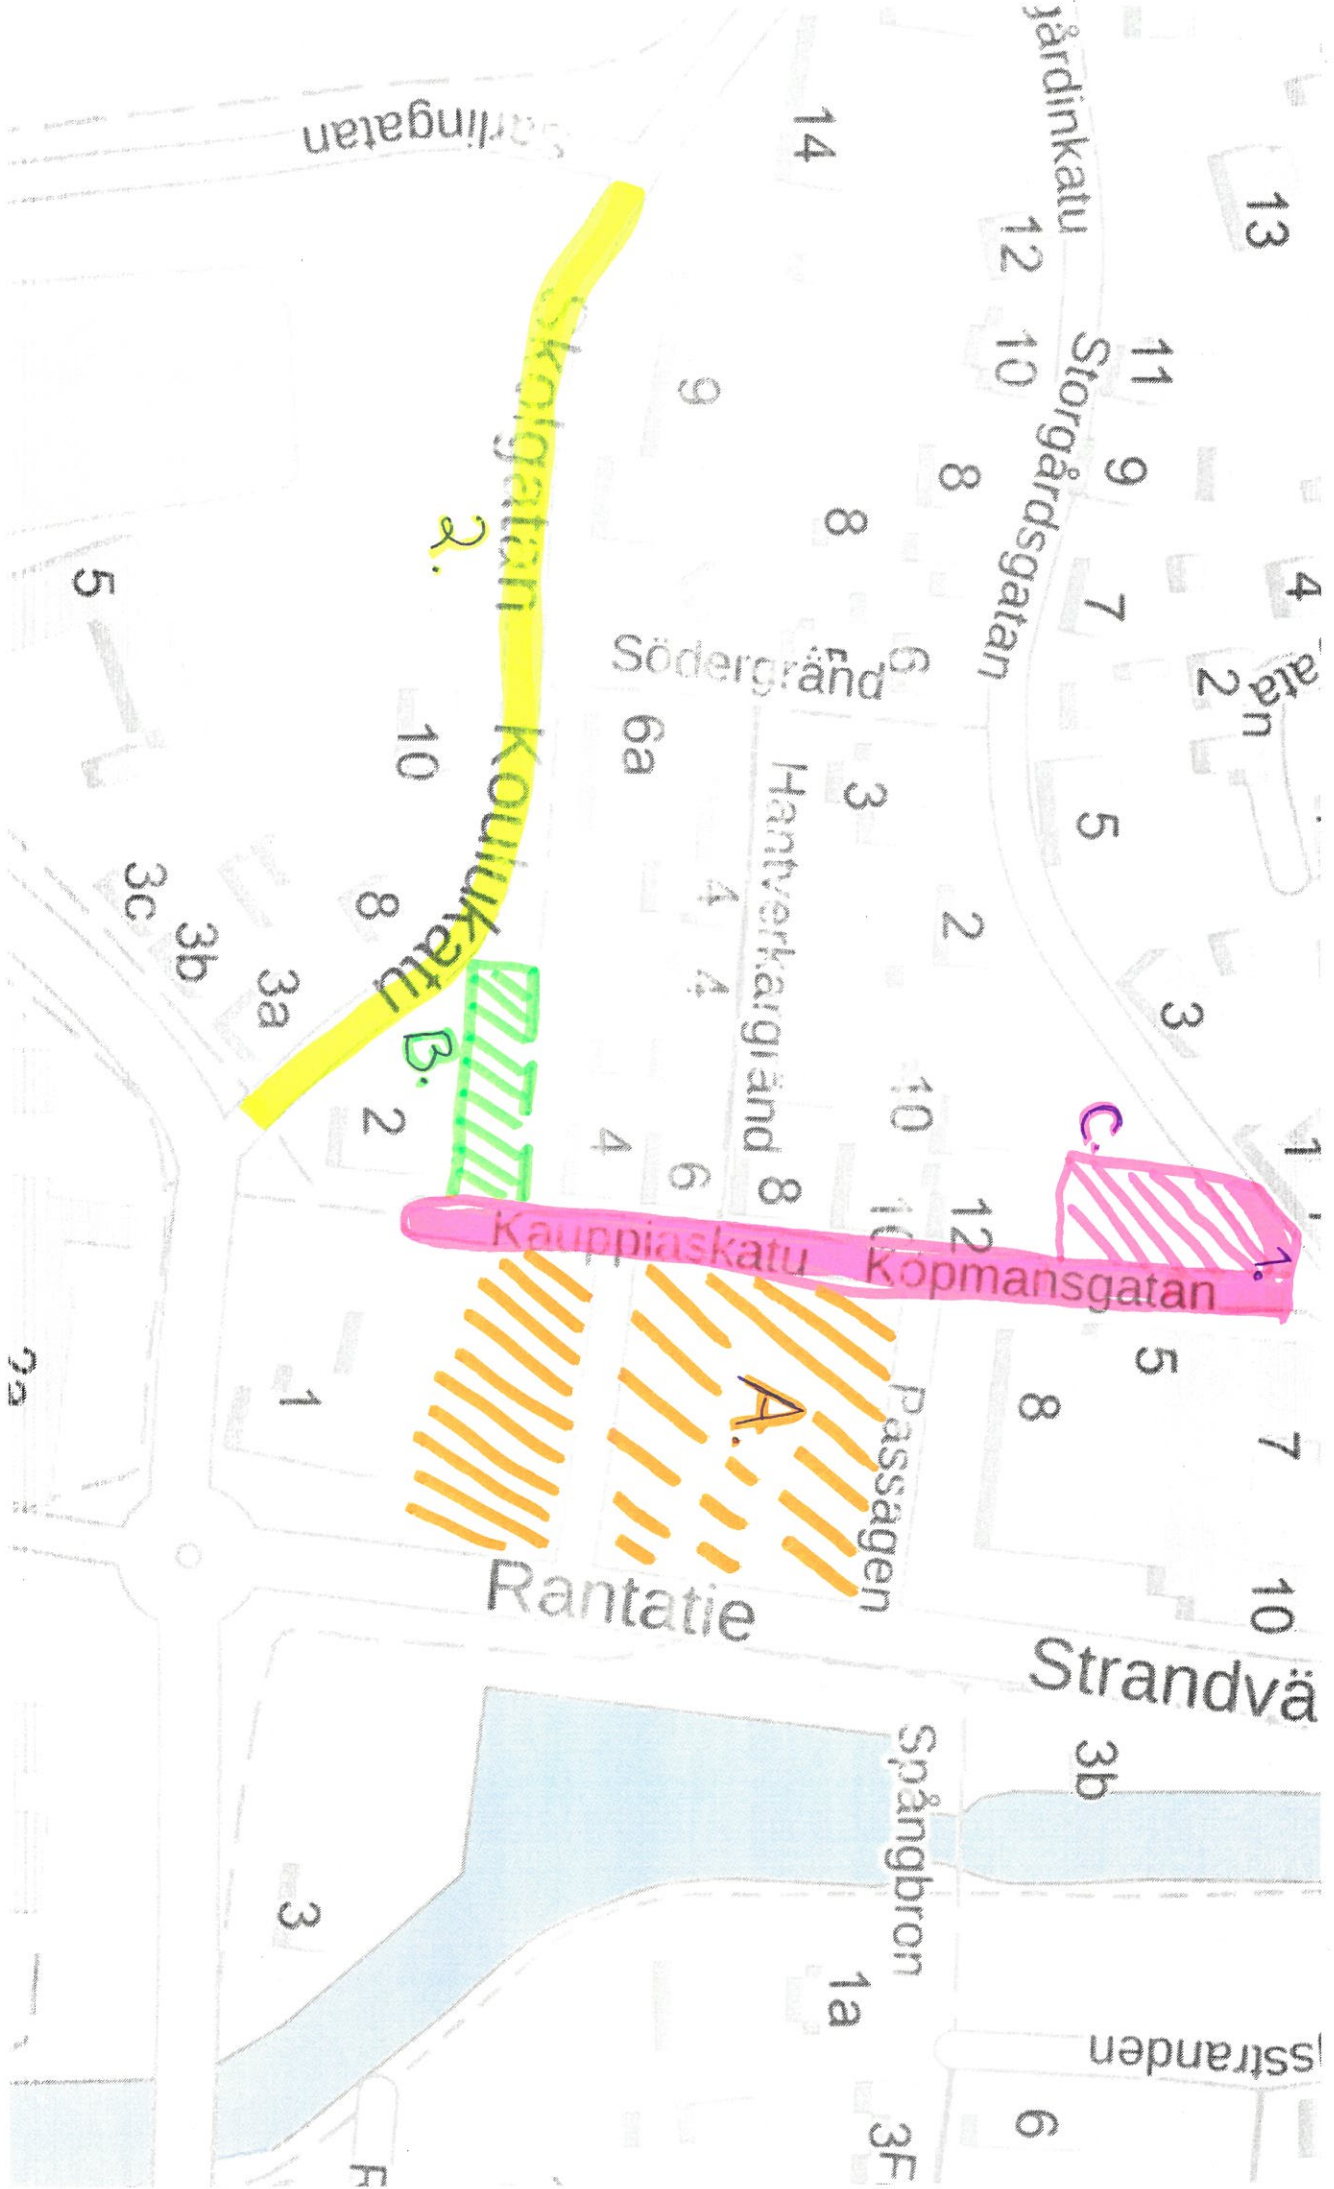 Särlingatan
gårdinkatu
14
13
12
10
11
Storgårdsgatan
9
8
9
8
7
4
2
atan
Skolgatan
2.
5
Södergränd
5
6
6a
10
Koulukatu
Hantverkargränd
3
5
8
3c
3b
3a
4
4
2
3
B.
2
4
6
8
10
10
12
C.
1
1.
Kauppiaskatu
Köpmansgatan
1
A.
Passagen
8
5
7
10
Rantatie
Strandvä
Spångbron
3b
3
1a
sstranden
6
3F
F